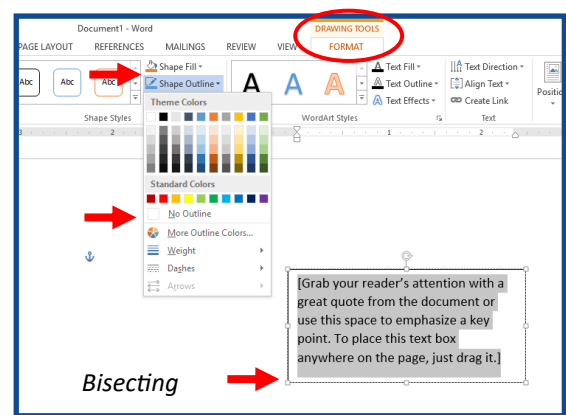 Document1 - Word
DRAWING TOOLS
PAGE LAYOUT REFERENCES MAILINGS REVIEW VIEW FORMAT
Abc Abc Abc
Shape Fill
Shape Outline
A A A
Text Fill
Text Outline
Text Effects
Text Direction
Align Text
Create Link
Shape Styles
WordArt Styles
Text
Theme Colors
Standard Colors
No Outline
More Outline Colors...
Weight
Dashes
Arrows
3 2 1 2
[Grab your reader's attention with a
great quote from the document or
use this space to emphasize a key
point. To place this text box
anywhere on the page, just drag it.]
Bisecting